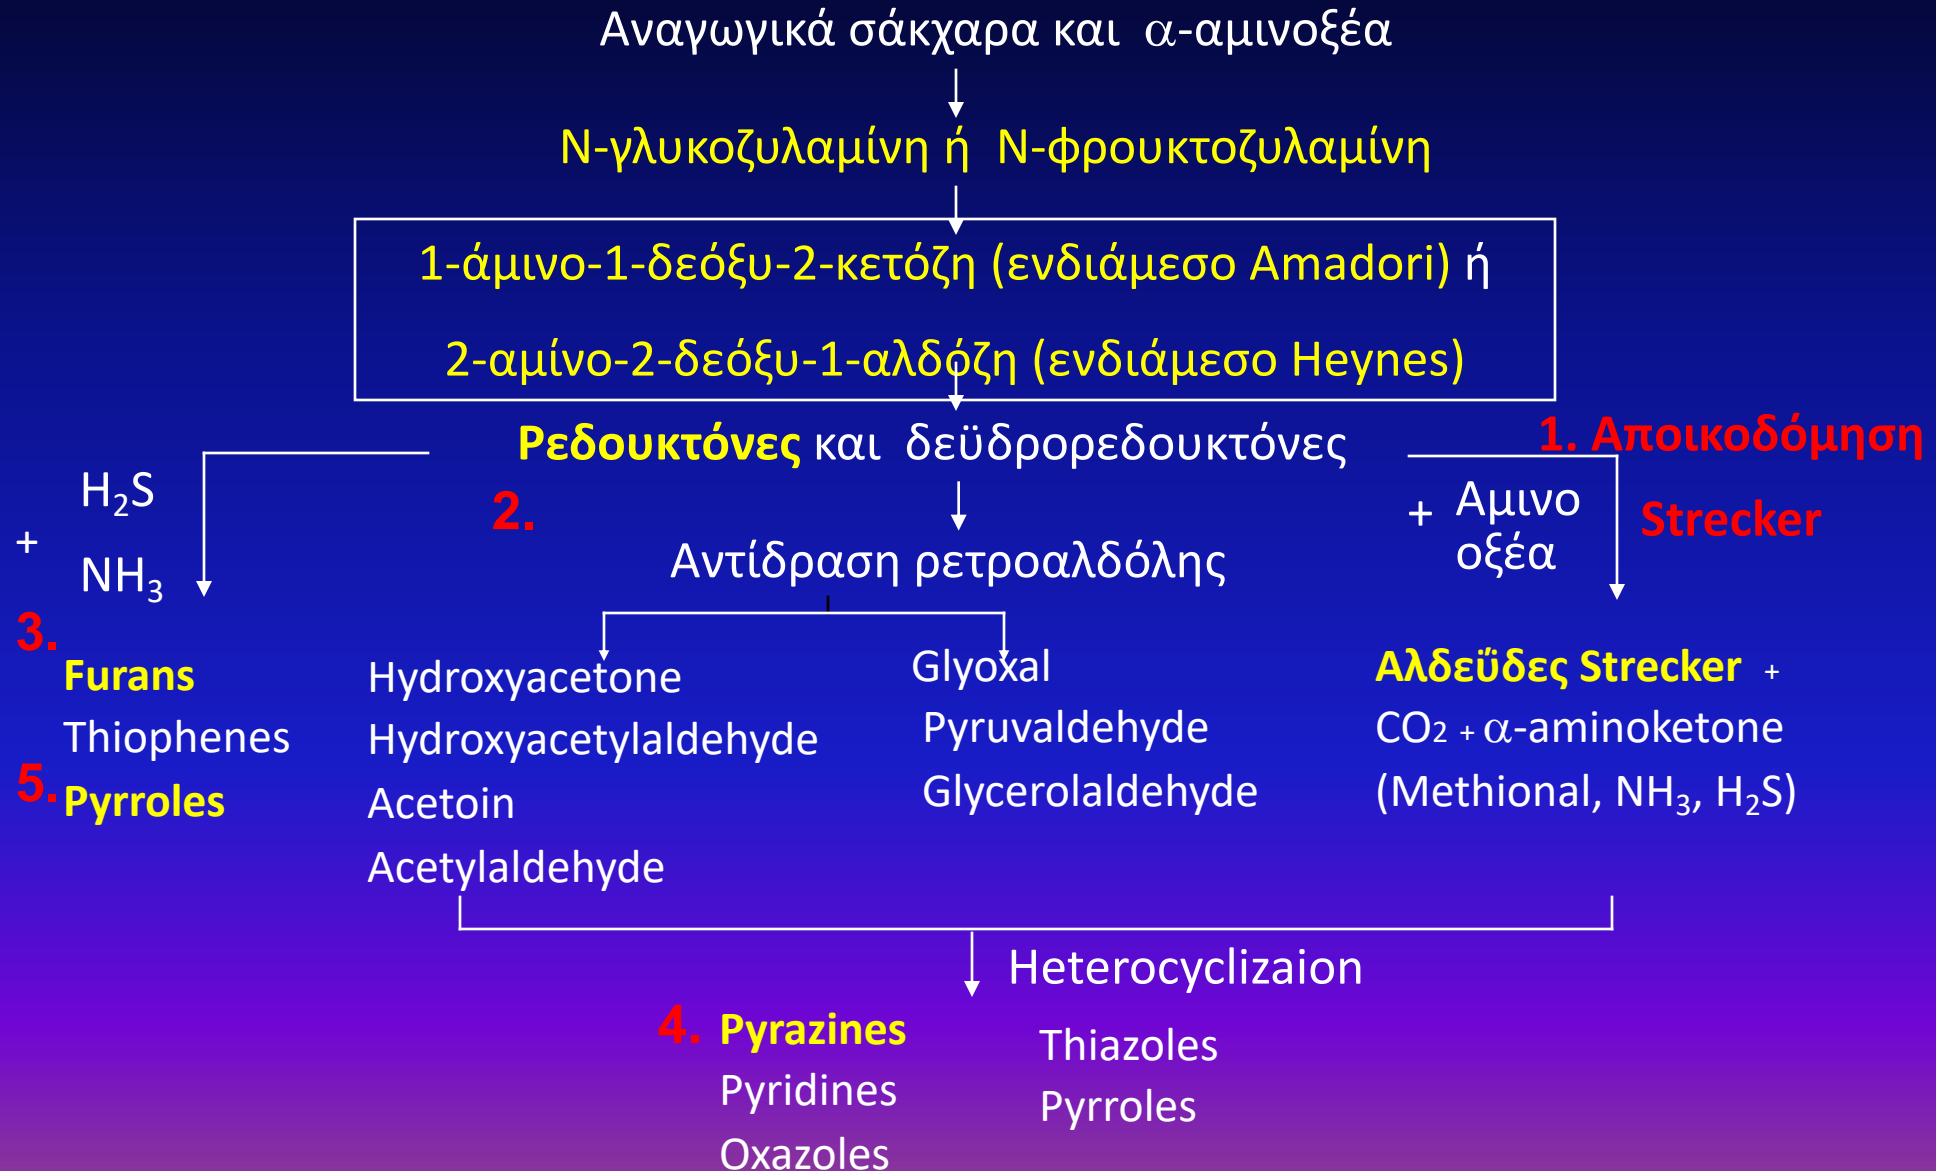 Αναγωγικά σάκχαρα και α-αμινοξέα
Ν-γλυκοζυλαμίνη ή Ν-φρουκτοζυλαμίνη
1-άμινο-1-δεόξυ-2-κετόζη (ενδιάμεσο Amadori) ή
2-αμίνο-2-δεόξυ-1-αλδόζη (ενδιάμεσο Heynes)
Ρεδουκτόνες και δεϋδρορεδουκτόνες
1. Αποικοδόμηση
Strecker
H₂S
+
NH₃
2.
Αντίδραση ρετροαλδόλης
+ Αμινο
οξέα
3.
Furans
Thiophenes
5.
Pyrroles
Hydroxyacetone
Hydroxyacetylaldehyde
Acetoin
Acetylaldehyde
Glyoxal
Pyruvaldehyde
Glycerolaldehyde
Αλδεΰδες Strecker +
CO2 + α-aminoketone
(Methional, NH₃, H₂S)
Heterocyclizaion
4. Pyrazines
Pyridines
Oxazoles
Thiazoles
Pyrroles